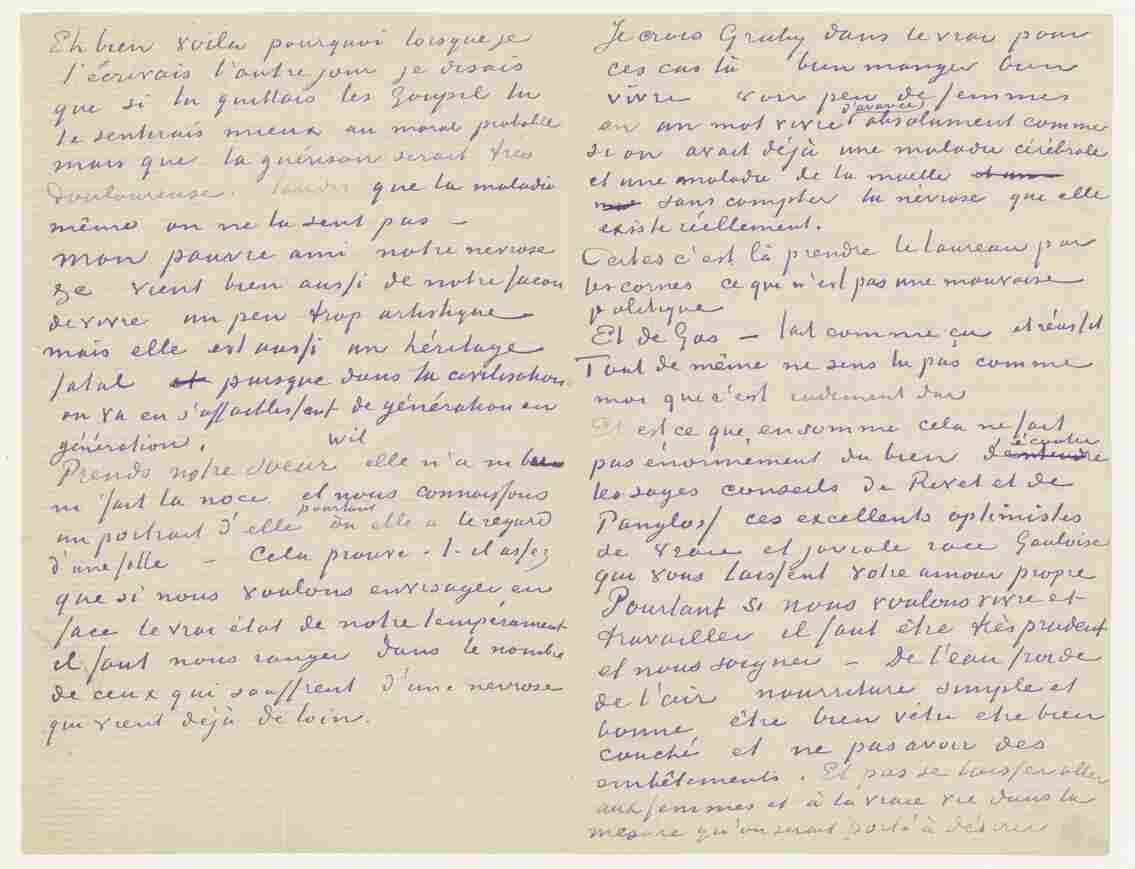 Eh bien voila pourquoi lorsque je
t'écrivais l'autre jour je disais
que si tu quittais les Goupil tu
te sentirais mieux au moral probable
mais que la guérison serait très
douloureuse. Tandis que la maladie
même on ne la sent pas –
mon pauvre ami notre nevrose
&c vient bien aussi de notre facon
de vivre un peu trop artistique
mais elle est aussi un héritage
fatal et puisque dans la civilisation
on va en s'affaiblissant de génération en
génération.
Prends notre soeur wil elle n'a ni bu
ni fait la noce et nous connaissons
un portrait d'elle pourtant ou elle a le regard
d'une folle – Cela prouve-t-il assez
que si nous voulons envisager en
face le vrai état de notre tempérament
il faut nous ranger dans le nombre
de ceux qui souffrent d'une nevrose
qui vient déjà de loin.
Je crois Gruby dans le vrai pour
ces cas là bien manger bien
vivre voir peu de femmes
en un mot vivre d'avance absolument comme
si on avait déjà une maladie cérébrale
et une maladie de la moelle
sans compter la névrose que elle
existe réellement.
Certes c'est là prendre le taureau par
les cornes ce qui n'est pas une mauvaise
politique
Et de Gas – fait comme ça et réussit
Tout de même ne sens tu pas comme
moi que c'est rudement dur
Et est ce que en somme cela ne fait
pas énormement du bien d'écouter
les sages conseils de Rivet et de
Pangloss ces excellents optimistes
de vraie et joviale race Gauloise
qui vous laissent votre amour propre
Pourtant si nous voulons vivre et
travailler il faut être très prudent
et nous soigner – De l'eau froide
de l'air nourriture simple et
bonne être bien vêtu etre bien
couché et ne pas avoir des
embêtements. Et pas se laisser aller
aux femmes et à la vraie vie dans la
mesure qu'on serait porté à désirer